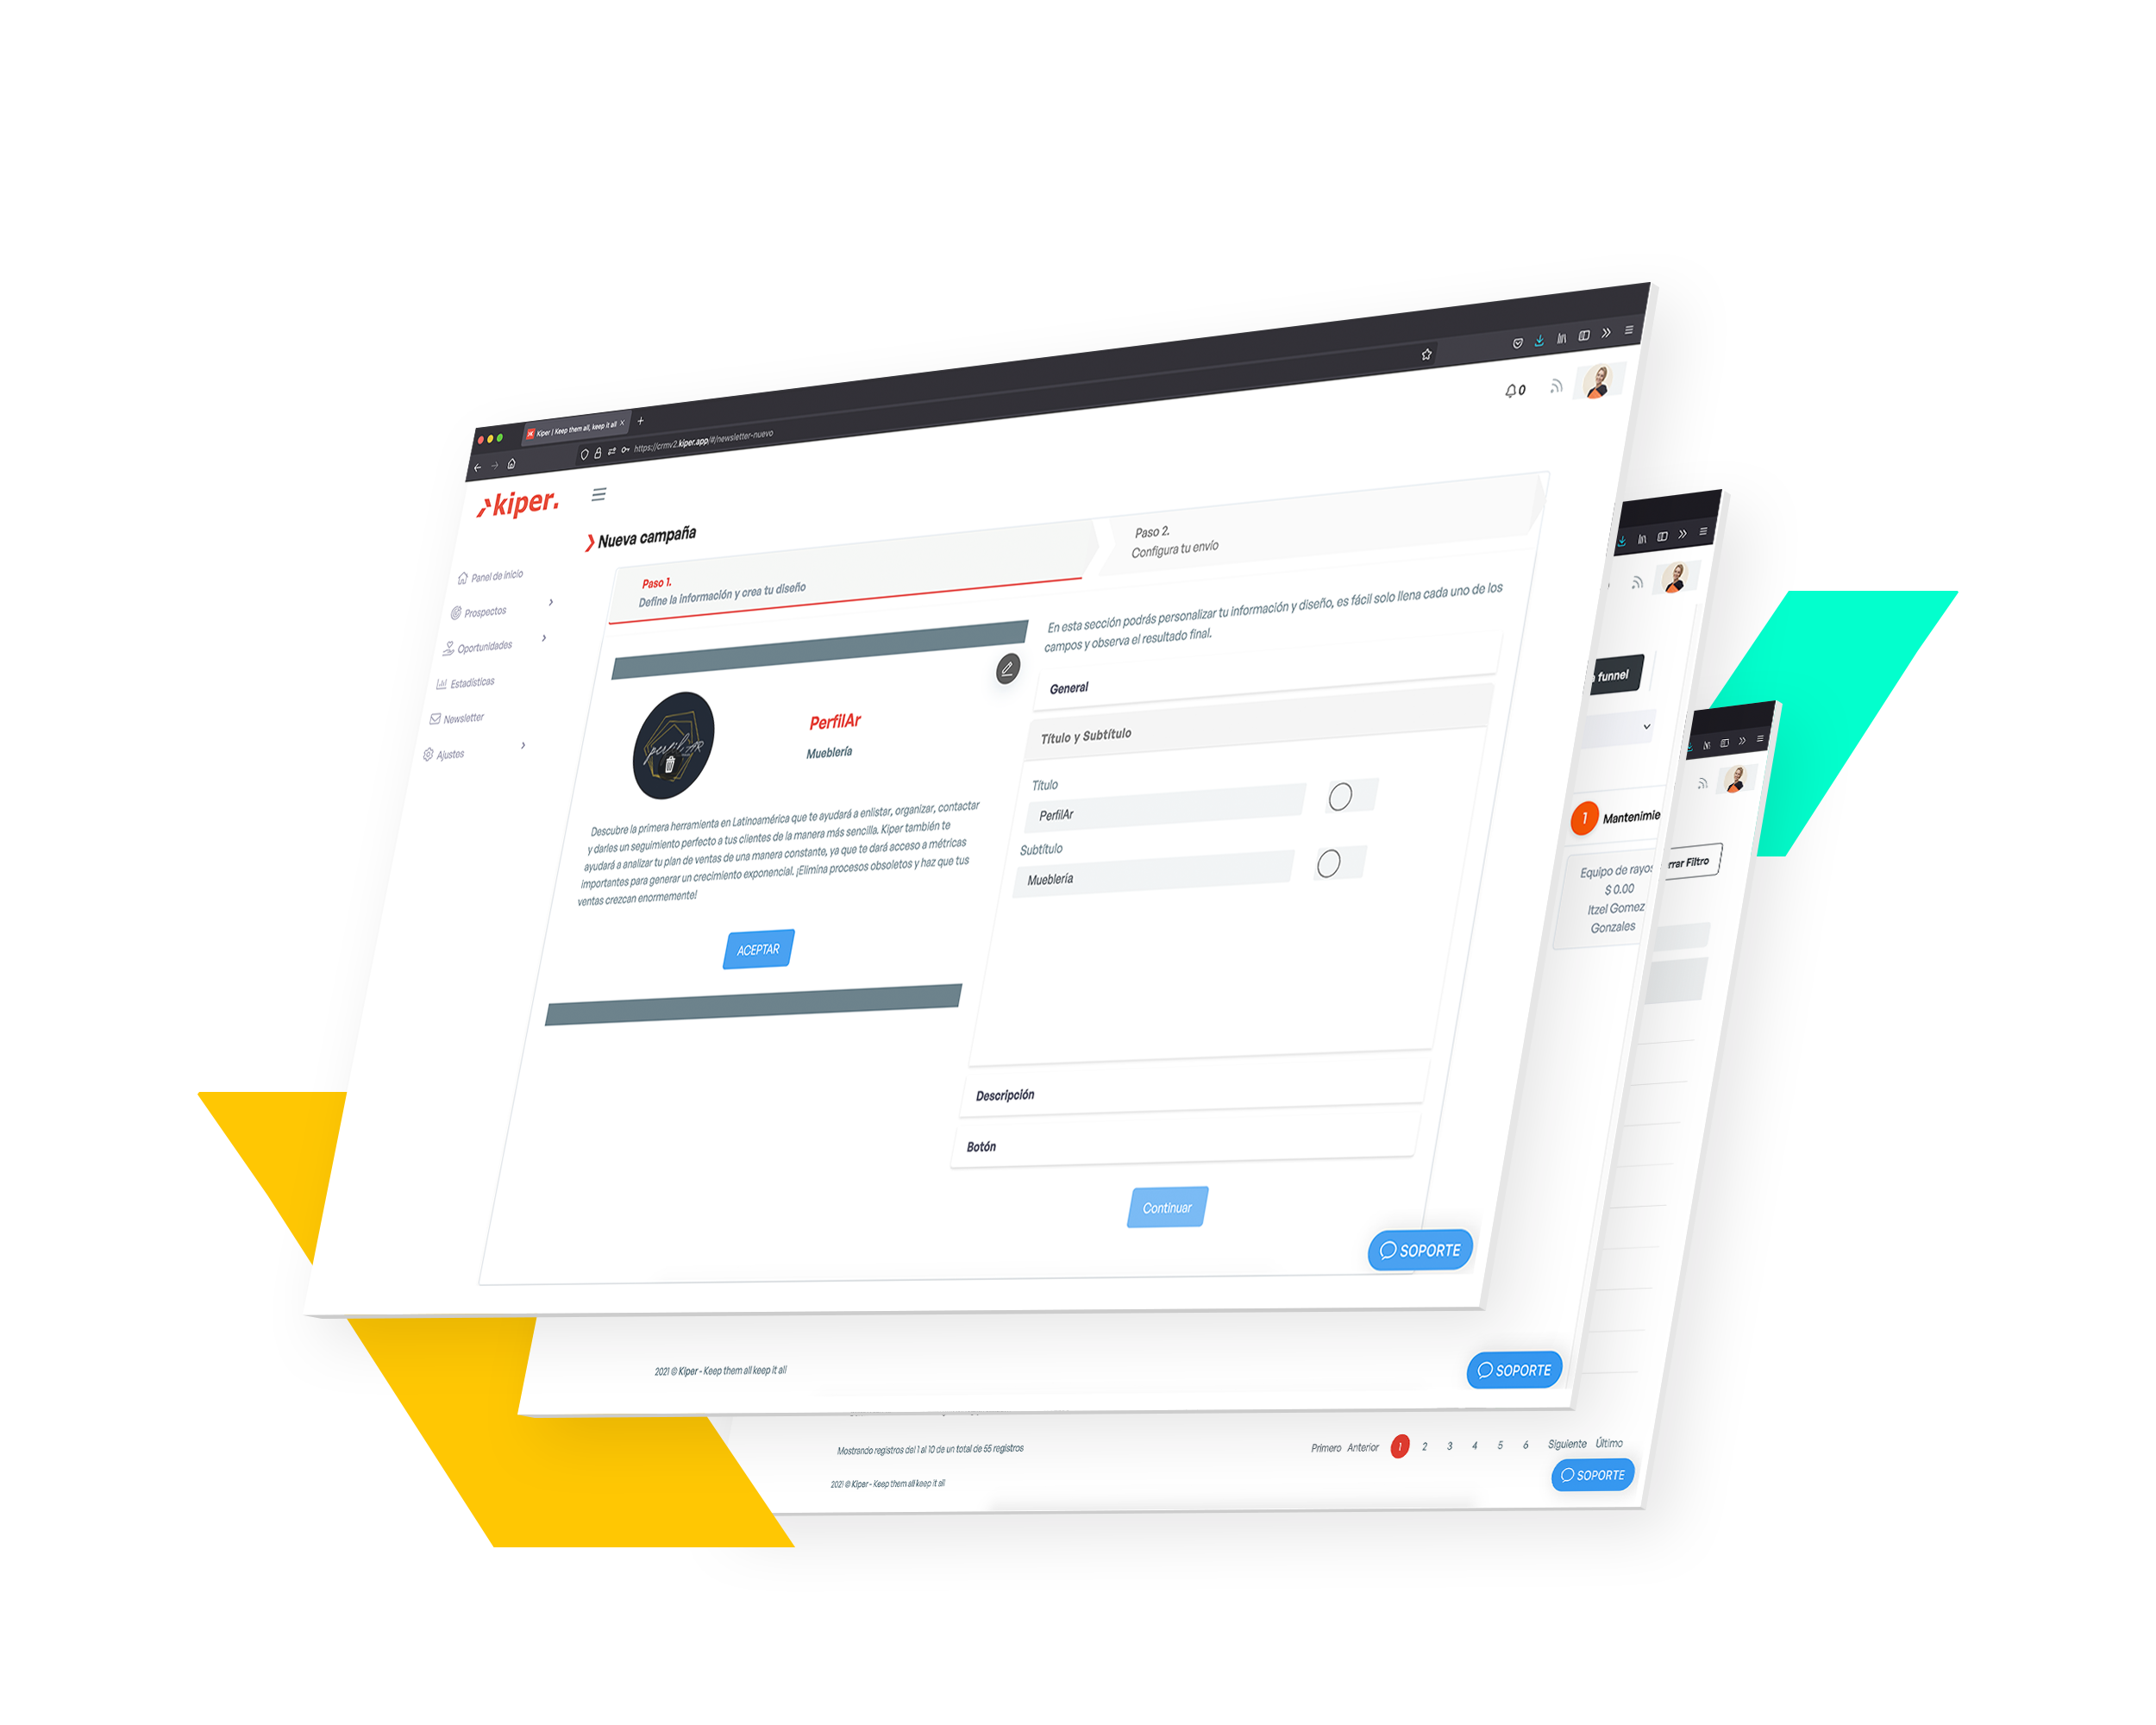 Kiper | Keep them all, keep it all
https://crmv2.kiper.app/#/newsletter-nuevo
0
kiper.
Nueva campaña
Panel de inicio
Prospectos
Oportunidades
Estadísticas
Newsletter
Ajustes
Paso 1.
Define la información y crea tu diseño
Paso 2.
Configura tu envío
PerfilAr
Mueblería
perfilAR
Descubre la primera herramienta en Latinoamérica que te ayudará a enlistar, organizar, contactar
y darles un seguimiento perfecto a tus clientes de la manera más sencilla. Kiper también te
ayudará a analizar tu plan de ventas de una manera constante, ya que te dará acceso a métricas
importantes para generar un crecimiento exponencial. ¡Elimina procesos obsoletos y haz que tus
ventas crezcan enormemente!
ACEPTAR
En esta sección podrás personalizar tu información y diseño, es fácil solo llena cada uno de los
campos y observa el resultado final.
General
Título y Subtítulo
Título
PerfilAr
Subtítulo
Mueblería
Descripción
Botón
Continuar
SOPORTE
funnel
1 Mantenimie
Equipo de rayos
$ 0.00
Itzel Gomez
Gonzales
2021 © Kiper - Keep them all keep it all
SOPORTE
rrar Filtro
Mostrando registros del 1 al 10 de un total de 55 registros
Primero Anterior 1 2 3 4 5 6 Siguiente Último
2021 © Kiper - Keep them all keep it all
SOPORTE